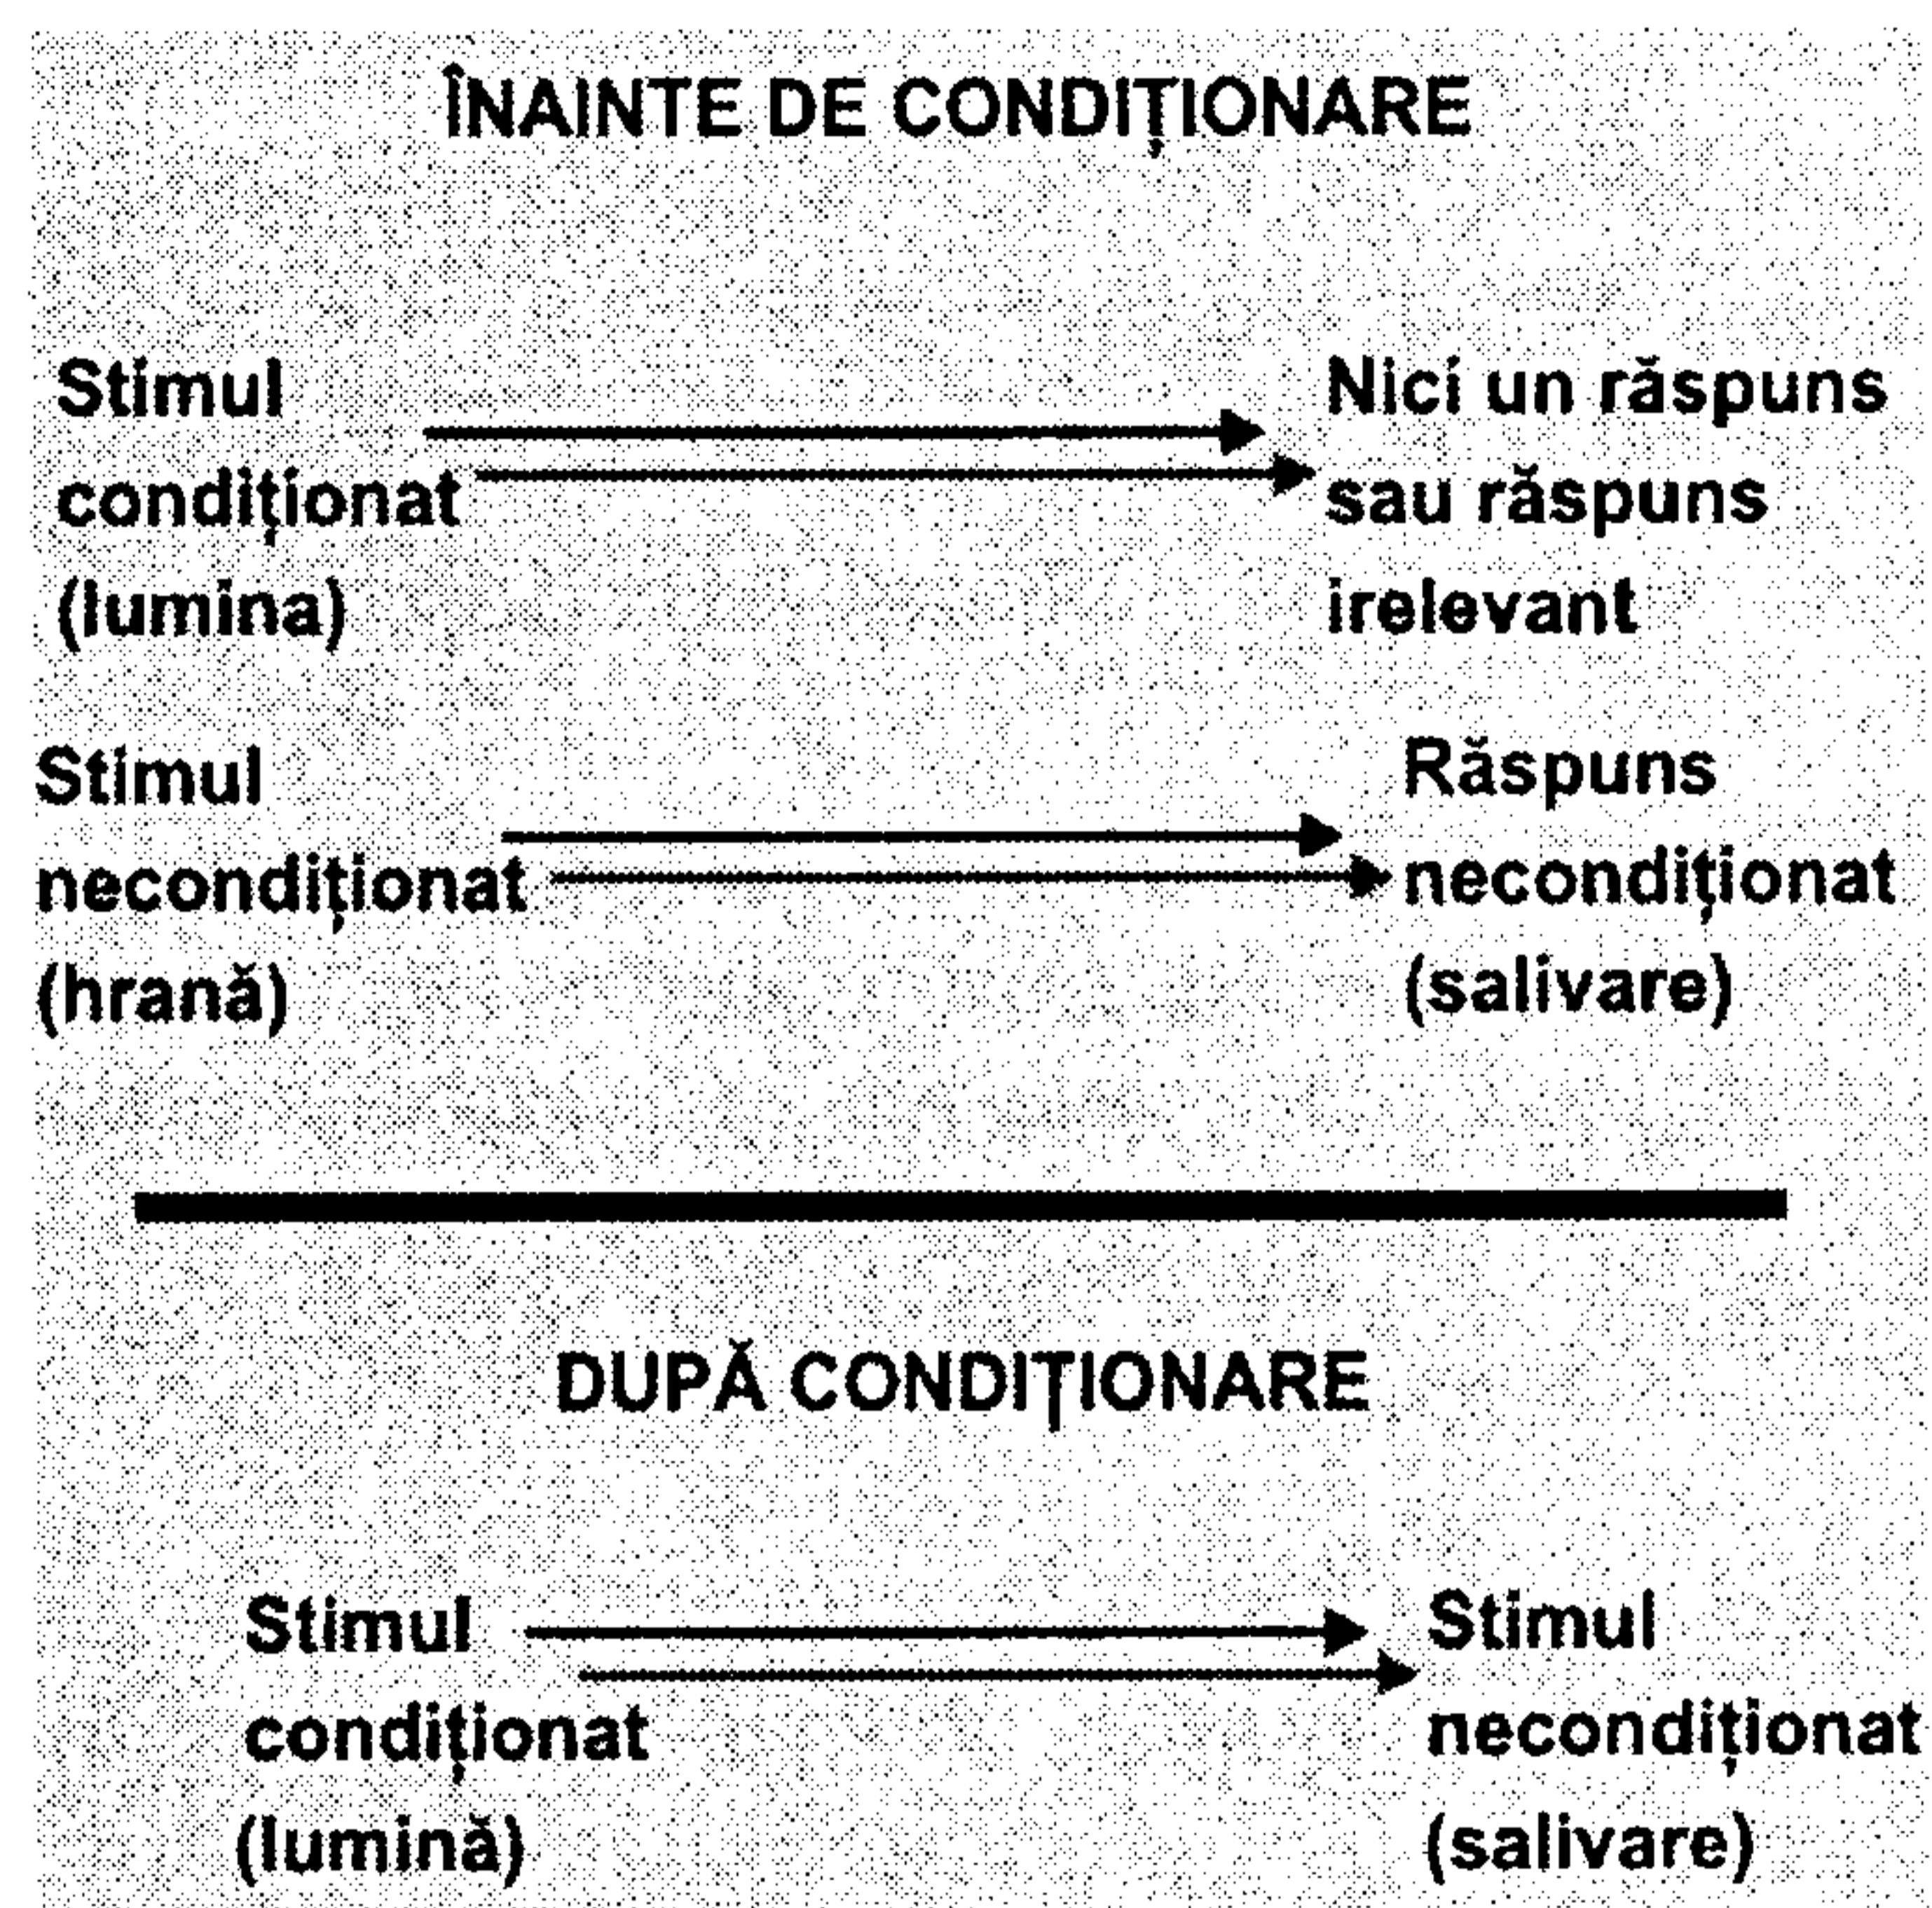 ÎNAINTE DE CONDIȚIONARE
Stimul
condiționat
(lumina)
Nici un răspuns
sau răspuns
irelevant
Stimul
necondiționat
(hrană)
Răspuns
necondiționat
(salivare)
DUPĂ CONDIȚIONARE
Stimul
condiționat
(lumină)
Stimul
necondiționat
(salivare)